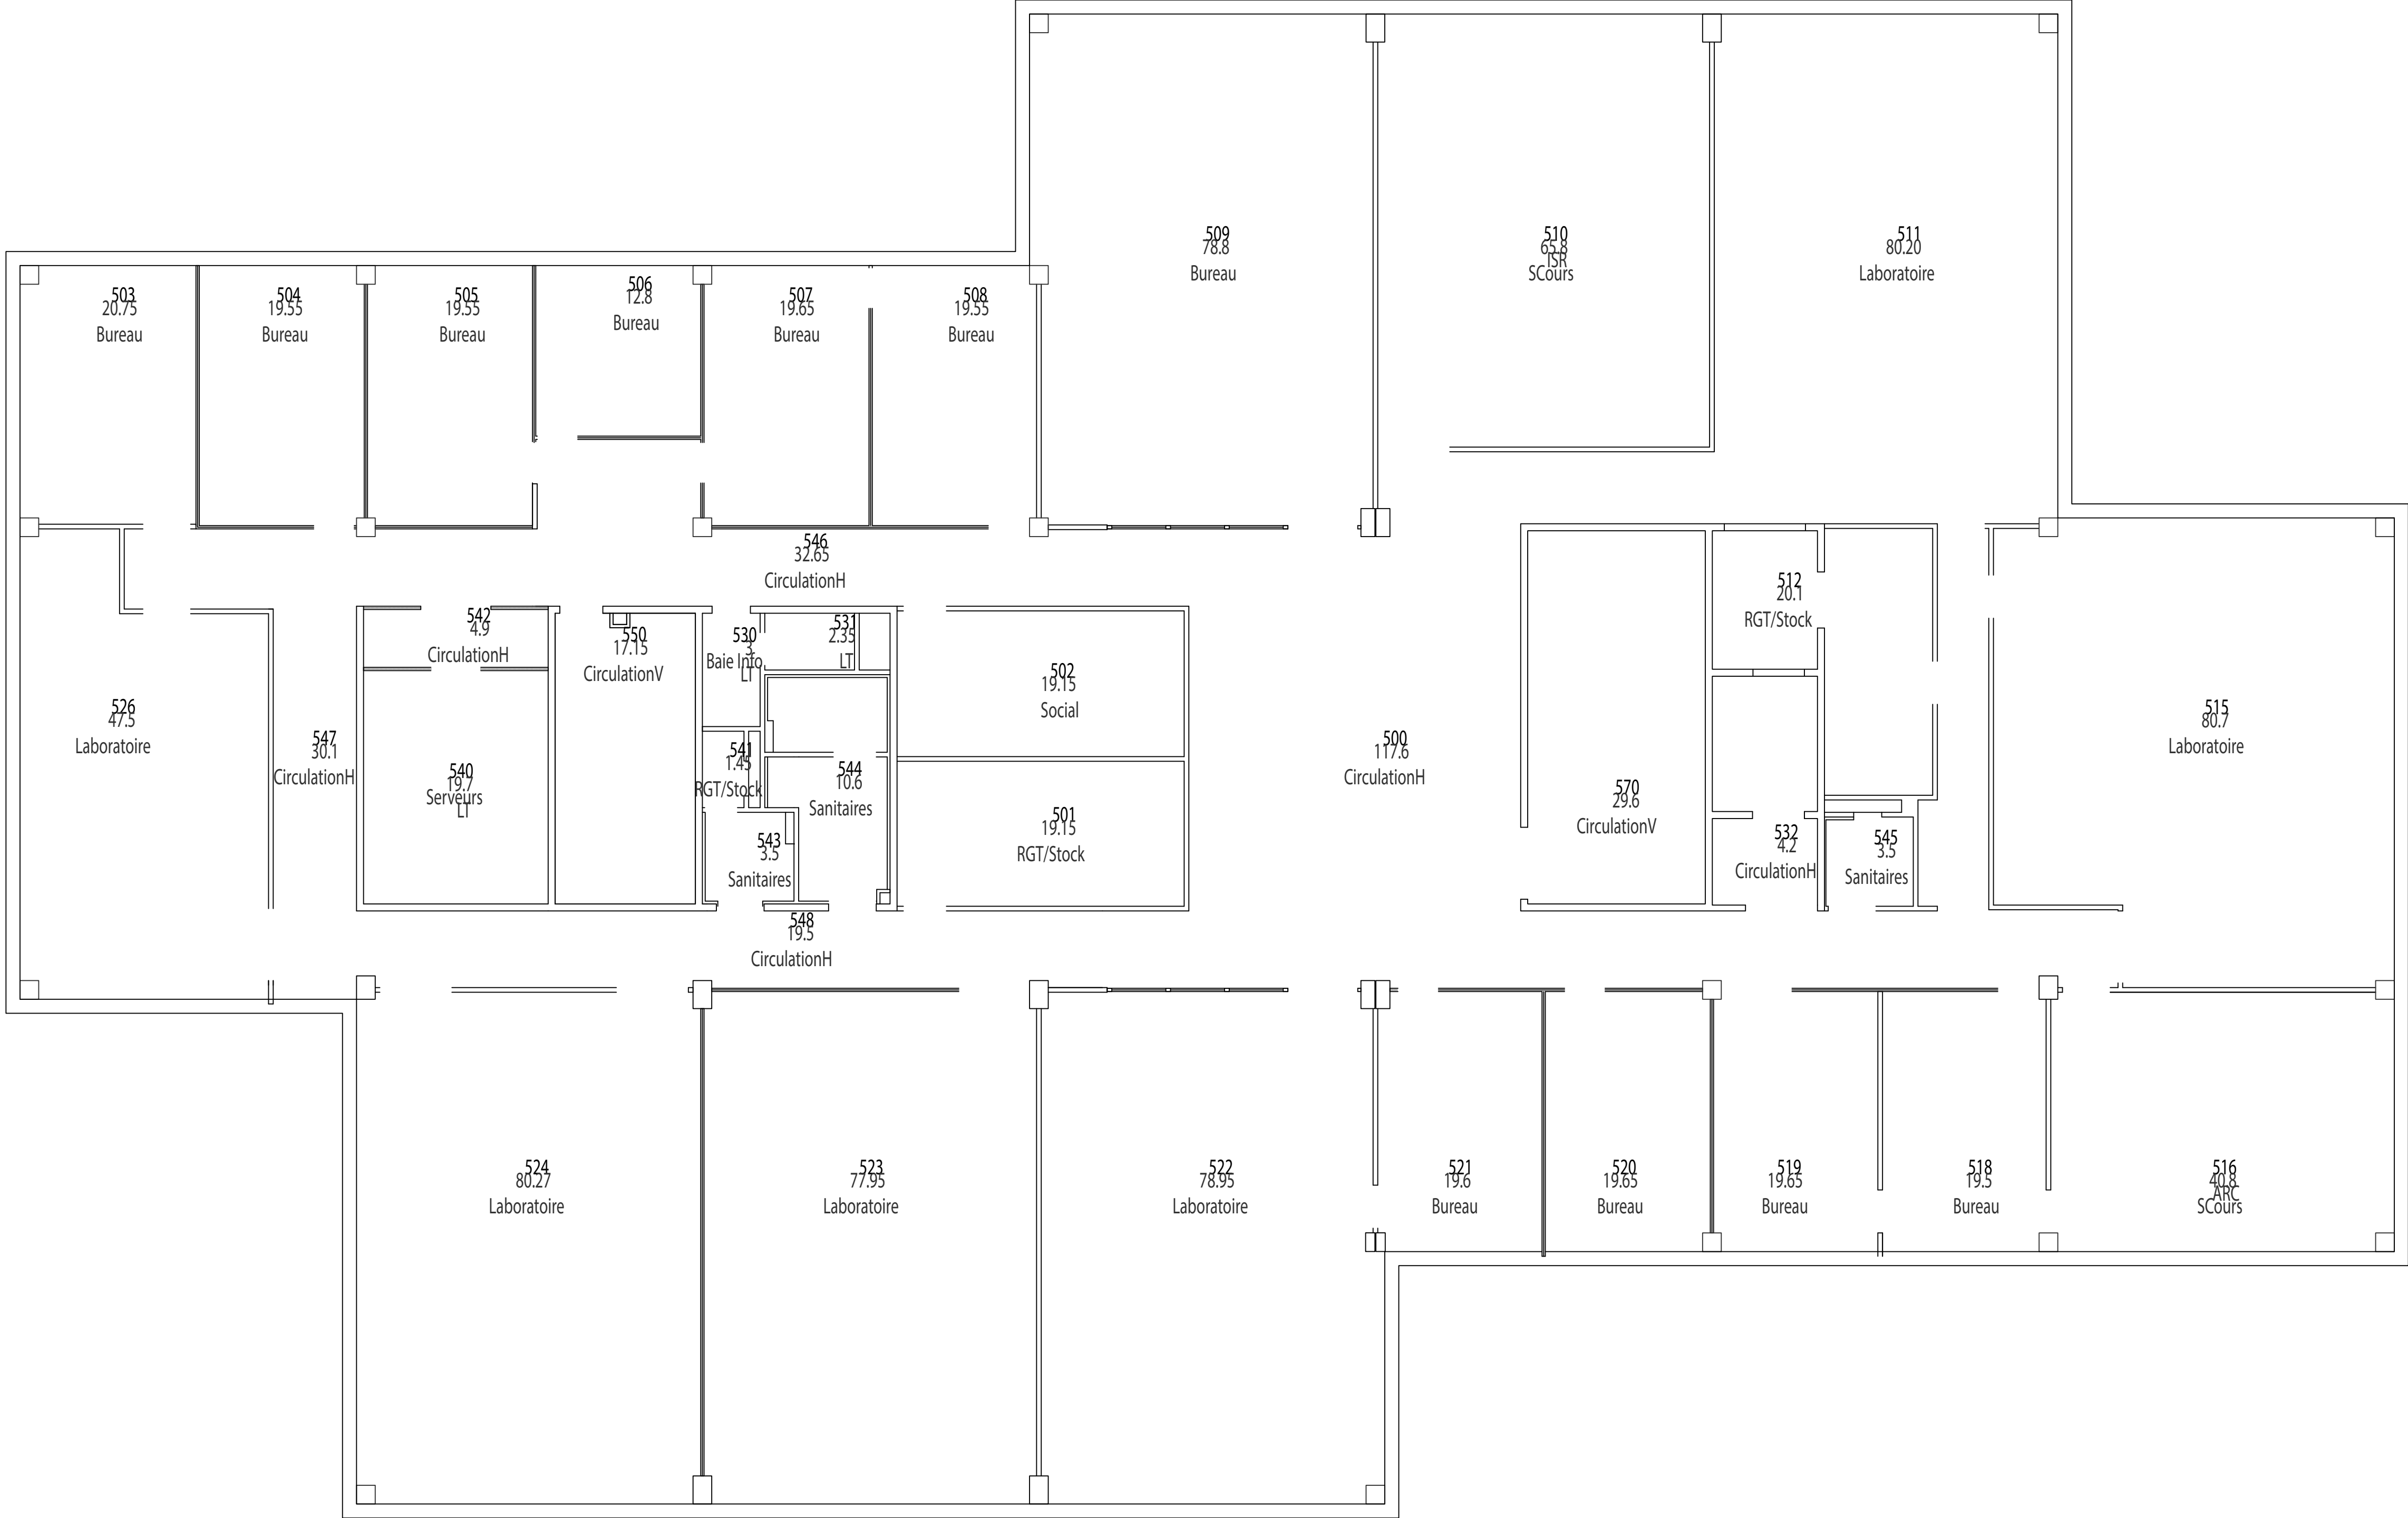 509
78.8
Bureau
510
65.8
ISR
SCours
511
80.20
Laboratoire
503
20.75
Bureau
504
19.55
Bureau
505
19.55
Bureau
506
12.8
Bureau
507
19.65
Bureau
508
19.55
Bureau
546
32.65
CirculationH
512
20.1
RGT/Stock
542
4.9
CirculationH
550
17.15
CirculationV
530
3
Baie Info
LT
531
2.35
LT
502
19.15
Social
526
47.5
Laboratoire
547
30.1
CirculationH
540
19.7
Serveurs
LT
541
1.45
RGT/Stock
544
10.6
Sanitaires
500
117.6
CirculationH
515
80.7
Laboratoire
570
29.6
CirculationV
501
19.15
RGT/Stock
543
3.5
Sanitaires
532
4.2
CirculationH
545
3.5
Sanitaires
548
19.5
CirculationH
524
80.27
Laboratoire
523
77.95
Laboratoire
522
78.95
Laboratoire
521
19.6
Bureau
520
19.65
Bureau
519
19.65
Bureau
518
19.5
Bureau
516
40.8
ARC
SCours